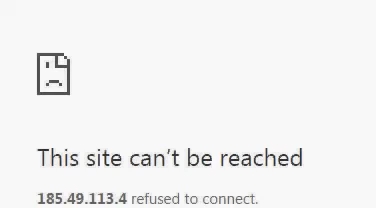 This site can't be reached
185.49.113.4 refused to connect.